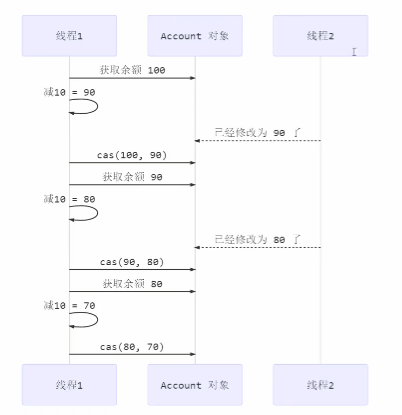 线程1
Account 对象
线程2
获取余额 100
减10 = 90
已经修改为 90 了
cas(100, 90)
获取余额 90
减10 = 80
已经修改为 80 了
cas(90, 80)
获取余额 80
减10 = 70
cas(80, 70)
线程1
Account 对象
线程2